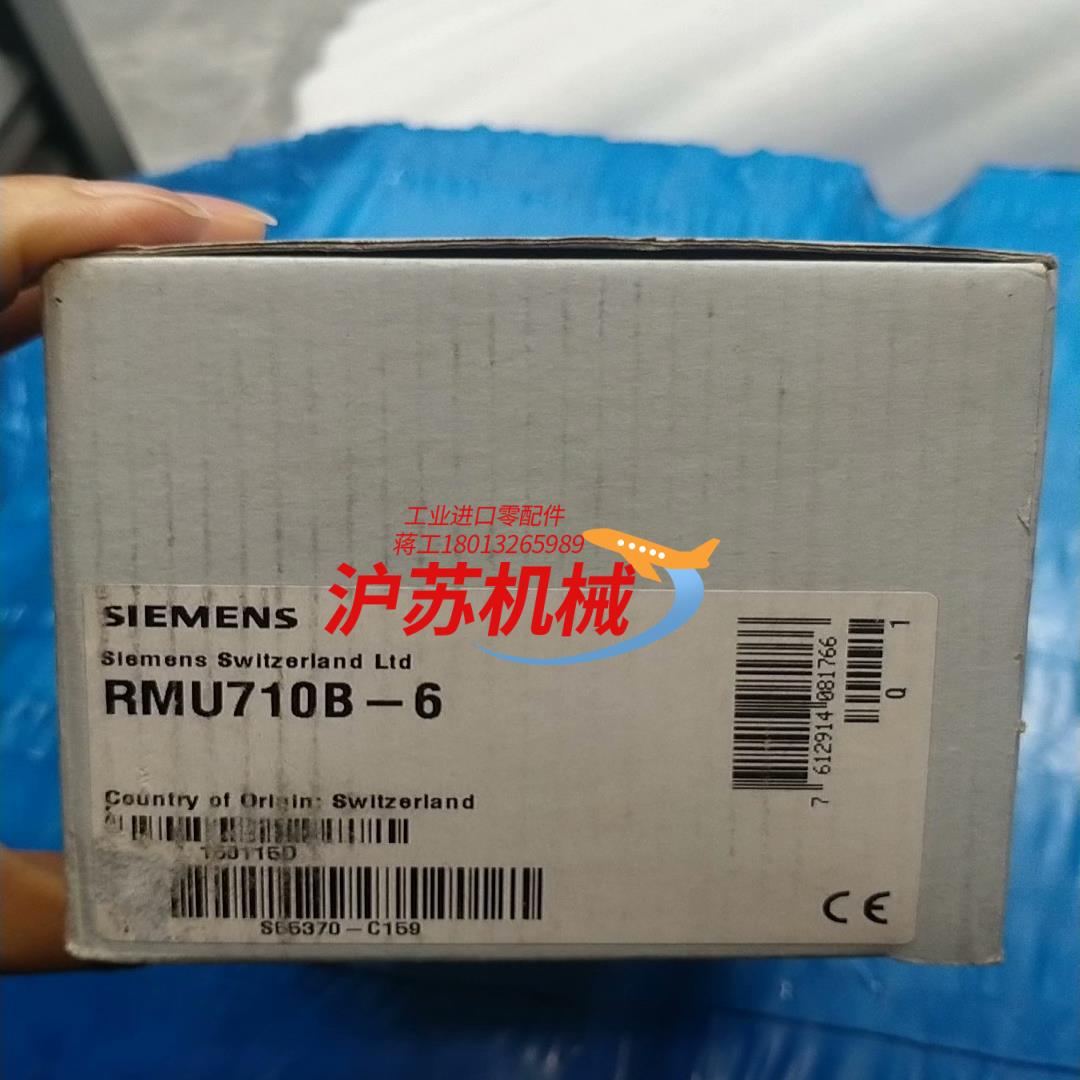 工业进口零配件
蒋工18013265989
沪苏机械
SIEMENS
Siemens Switzerland Ltd
RMU710B-6
7 612914 081766
1
Q
Country of Origin: Switzerland
S55370-C159
CE